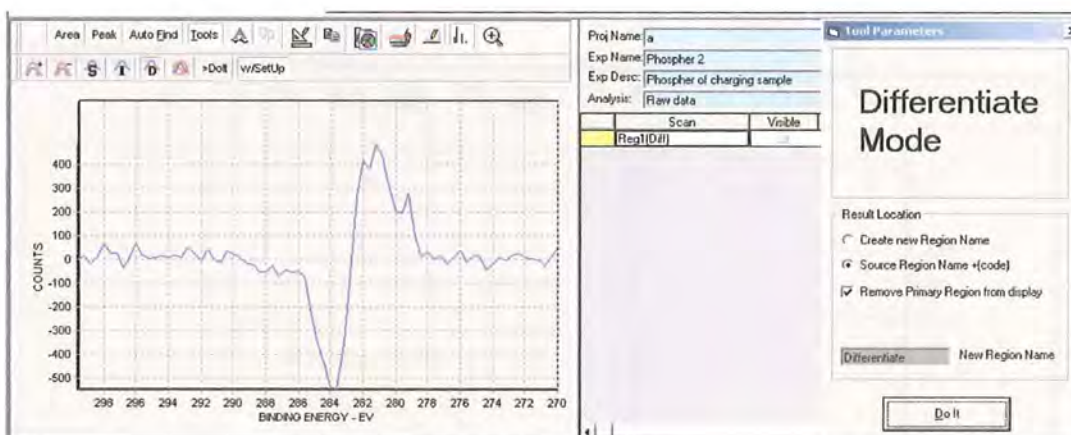 Area Peak Auto Find Tools
S I D >DoIt w/SetUp
400
300
200
100
0
-100
-200
-300
-400
-500
COUNTS
298 296 294 292 290 288 286 284 282 280 278 276 274 272 270
BINDING ENERGY - EV
Proj Name: a
Exp Name: Phospher 2
Exp Desc: Phospher of charging sample
Analysis: Raw data
Scan Visible
Reg1(Diff)
Tool Parameters
Differentiate
Mode
Result Location
Create new Region Name
Source Region Name +(code)
Remove Primary Region from display
Differentiate New Region Name
Do It